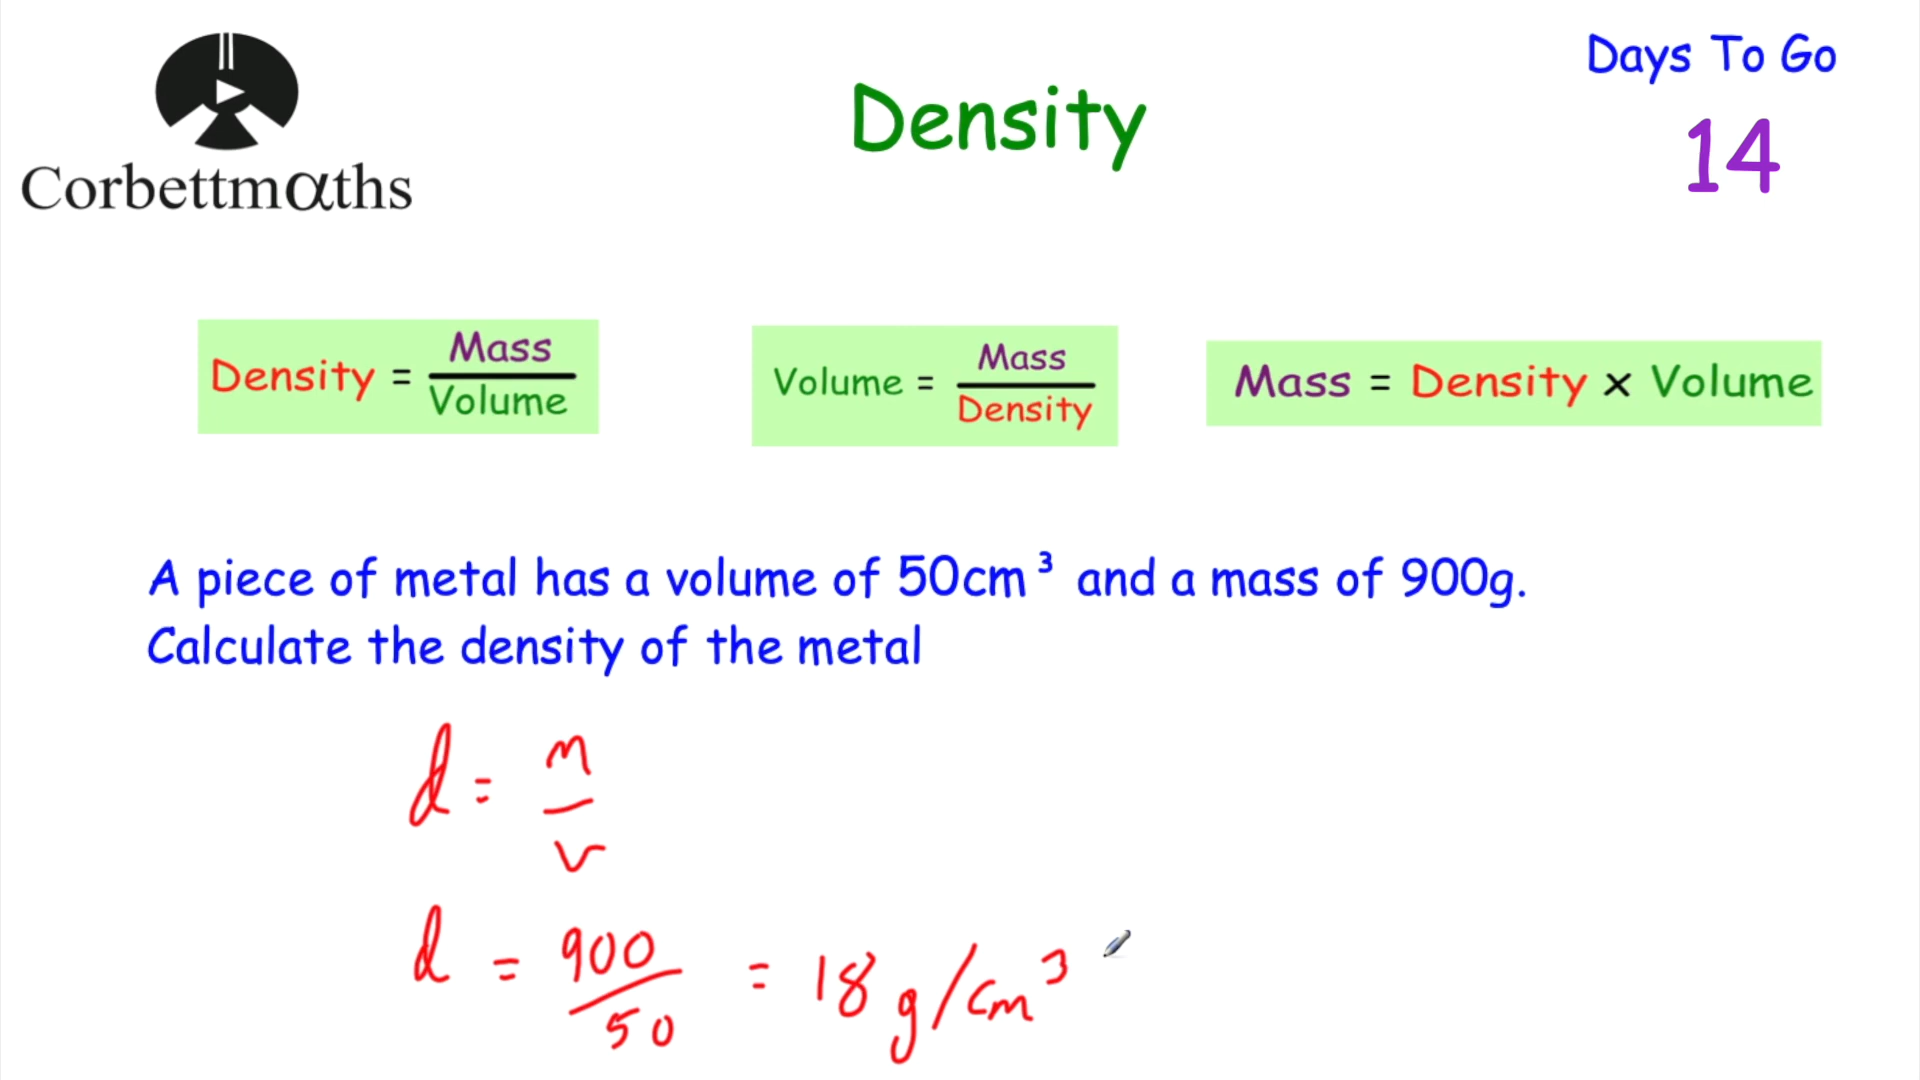 Corbettmαths
Density
Days To Go
14
Density = Mass / Volume
Volume = Mass / Density
Mass = Density × Volume
A piece of metal has a volume of 50cm³ and a mass of 900g.
Calculate the density of the metal
d = m / v
d = 900 / 50 = 18 g/cm³